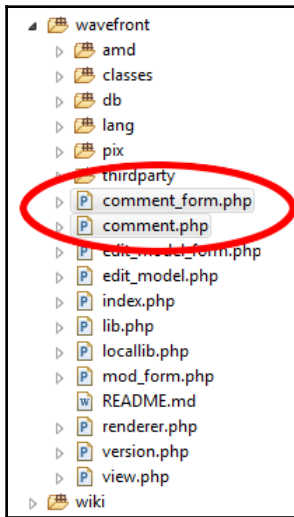 wavefront
amd
classes
db
lang
pix
thirdparty
comment_form.php
comment.php
edit_model_form.php
edit_model.php
index.php
lib.php
locallib.php
mod_form.php
README.md
renderer.php
version.php
view.php
wiki